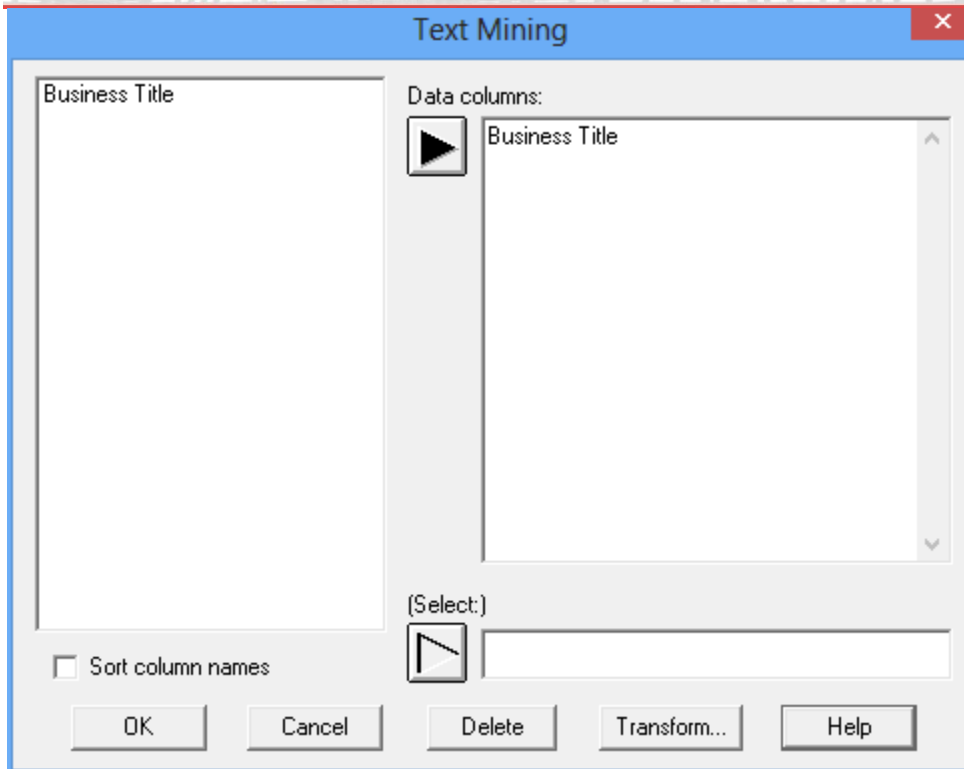 Text Mining
Business Title
Data columns:
Business Title
(Select:)
Sort column names
OK
Cancel
Delete
Transform...
Help